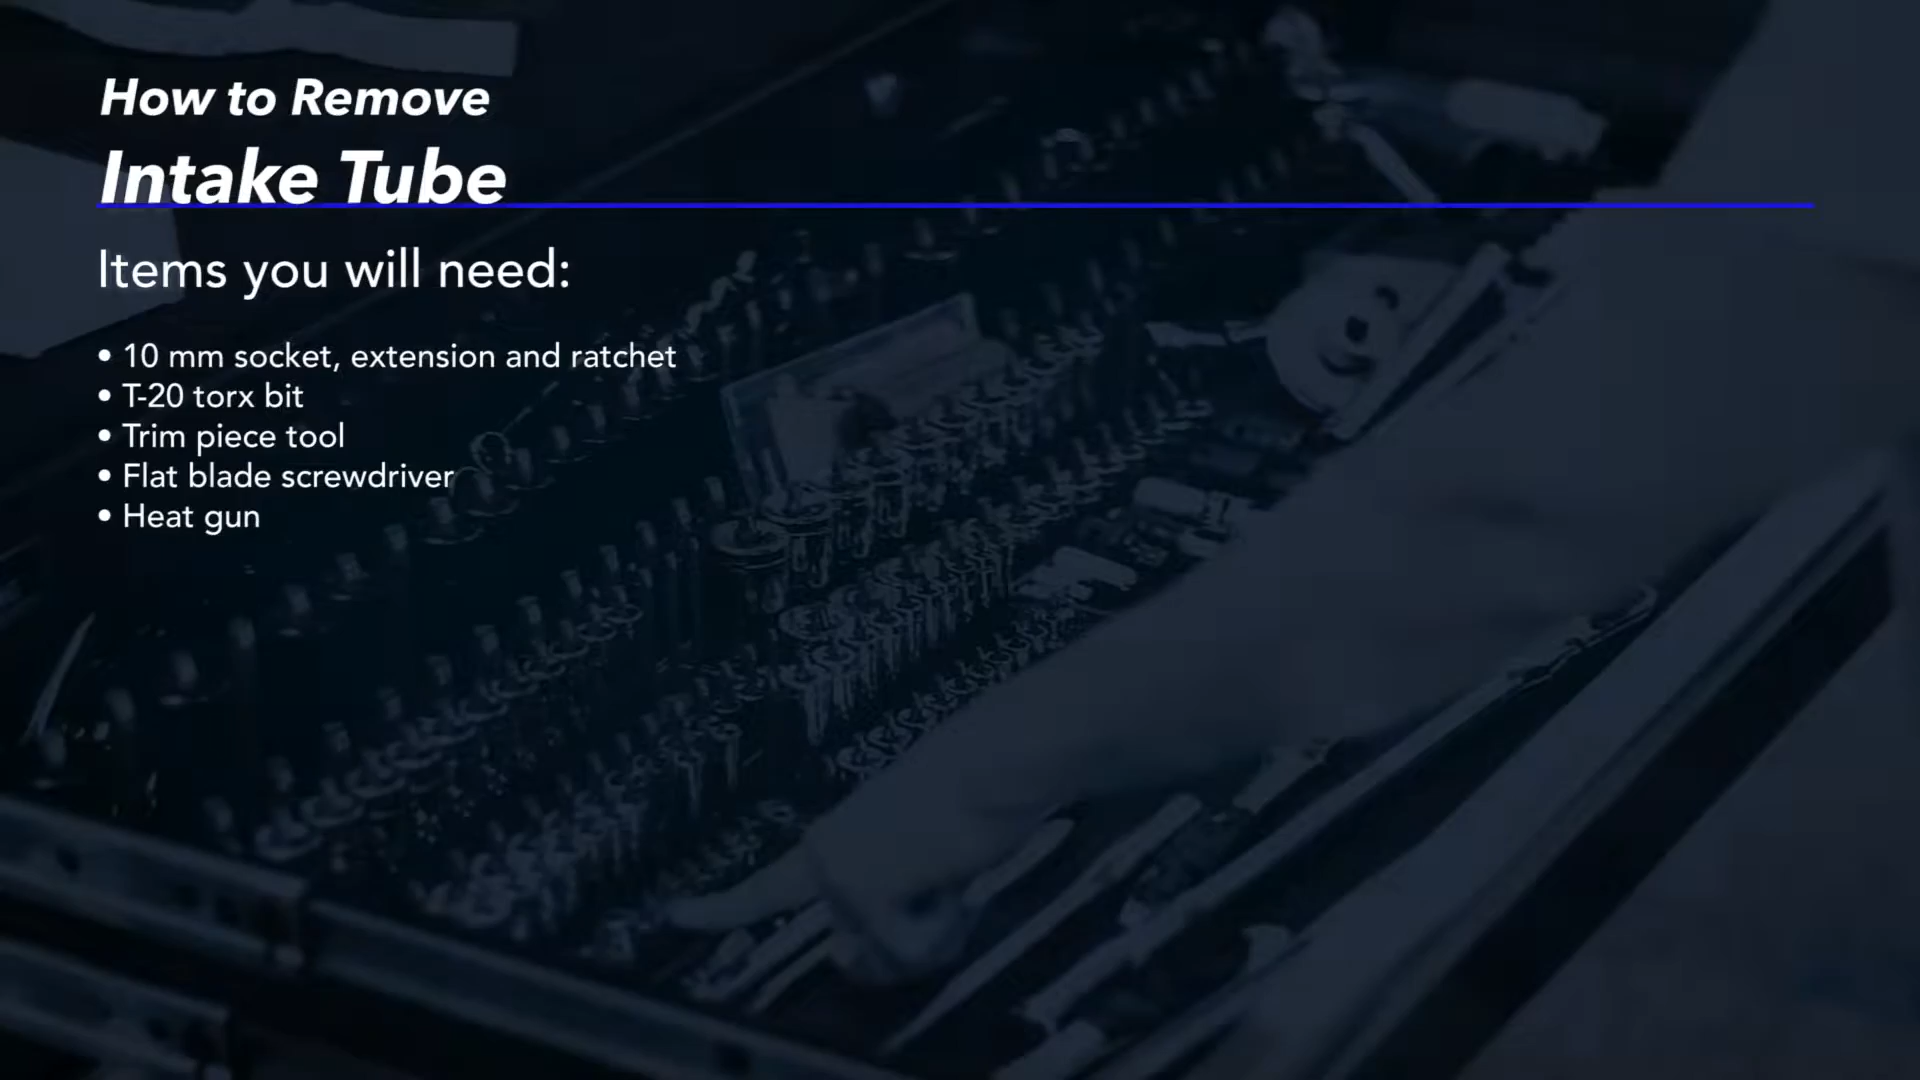 How to Remove
Intake Tube
Items you will need:
• 10 mm socket, extension and ratchet
• T-20 torx bit
• Trim piece tool
• Flat blade screwdriver
• Heat gun